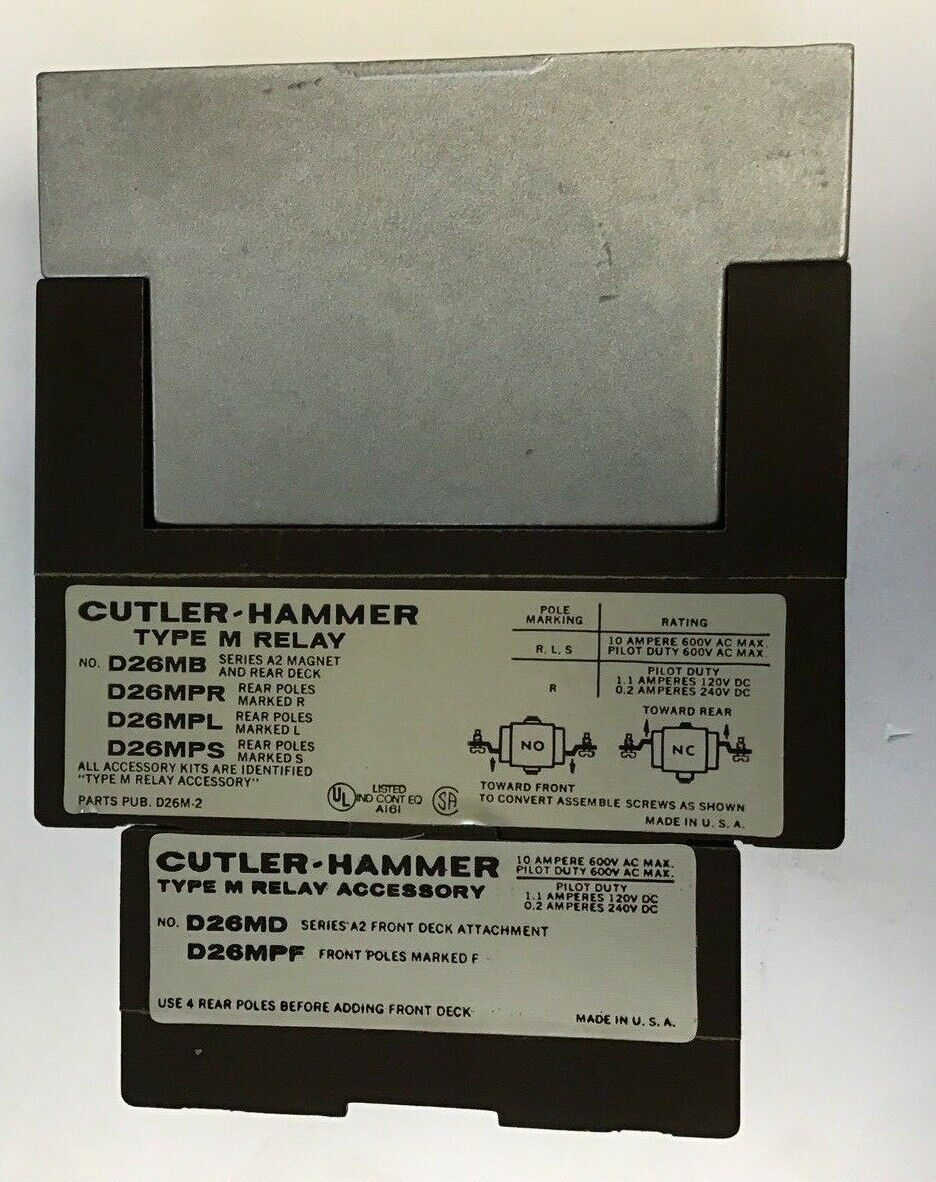 CUTLER-HAMMER
TYPE M RELAY
NO. D26MB SERIES A2 MAGNET AND REAR DECK
D26MPR REAR POLES MARKED R
D26MPL REAR POLES MARKED L
D26MPS REAR POLES MARKED S
ALL ACCESSORY KITS ARE IDENTIFIED
"TYPE M RELAY ACCESSORY"
PARTS PUB. D26M-2
UL LISTED
IND CONT EQ
A161
SA
POLE MARKING RATING
R, L, S 10 AMPERE 600V AC MAX.
PILOT DUTY 600V AC MAX.
R PILOT DUTY
1.1 AMPERES 120V DC
0.2 AMPERES 240V DC
TOWARD REAR
NO NC
TOWARD FRONT
TO CONVERT ASSEMBLE SCREWS AS SHOWN
MADE IN U.S.A.
CUTLER-HAMMER
TYPE M RELAY ACCESSORY
10 AMPERE 600V AC MAX.
PILOT DUTY 600V AC MAX.
PILOT DUTY
1.1 AMPERES 120V DC
0.2 AMPERES 240V DC
NO. D26MD SERIES A2 FRONT DECK ATTACHMENT
D26MPF FRONT POLES MARKED F
USE 4 REAR POLES BEFORE ADDING FRONT DECK
MADE IN U.S.A.